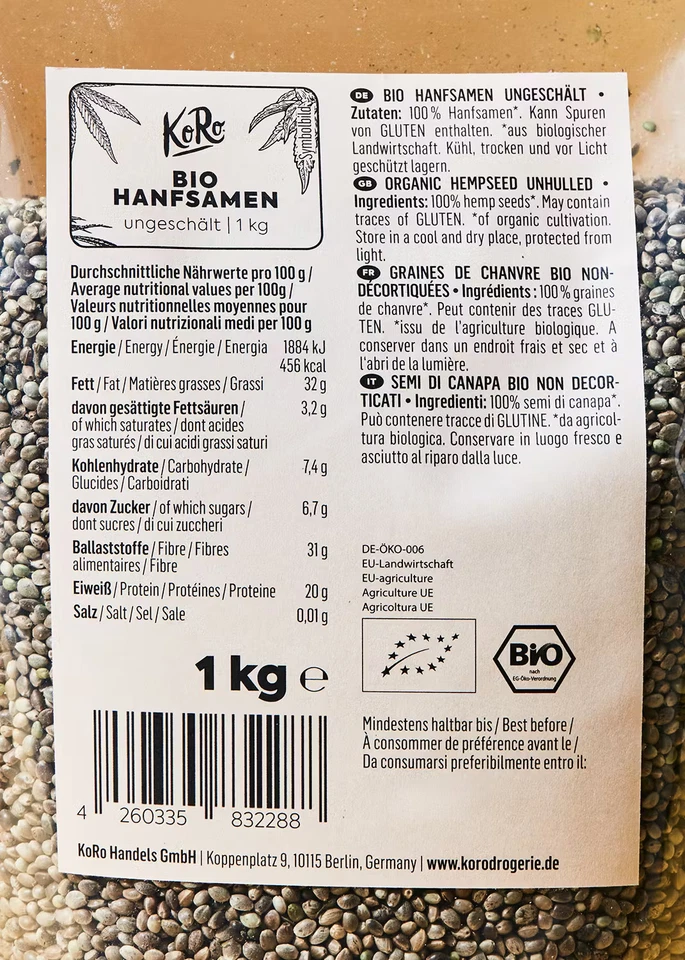 KoRo
Symbolbild
BIO
HANFSAMEN
ungeschält | 1 kg
Durchschnittliche Nährwerte pro 100 g /
Average nutritional values per 100g /
Valeurs nutritionnelles moyennes pour
100 g / Valori nutrizionali medi per 100 g
Energie / Energy / Énergie / Energia 1884 kJ
456 kcal
Fett / Fat / Matières grasses / Grassi 32 g
davon gesättigte Fettsäuren / 3,2 g
of which saturates / dont acides
gras saturés / di cui acidi grassi saturi
Kohlenhydrate / Carbohydrate / 7,4 g
Glucides / Carboidrati
davon Zucker / of which sugars / 6,7 g
dont sucres / di cui zuccheri
Ballaststoffe / Fibre / Fibres 31 g
alimentaires / Fibre
Eiweiß / Protein / Protéines / Proteine 20 g
Salz / Salt / Sel / Sale 0,01 g
1 kg ℮
4 260335 832288
DE BIO HANFSAMEN UNGESCHÄLT •
Zutaten: 100 % Hanfsamen*. Kann Spuren
von GLUTEN enthalten. *aus biologischer
Landwirtschaft. Kühl, trocken und vor Licht
geschützt lagern.
GB ORGANIC HEMPSEED UNHULLED •
Ingredients: 100% hemp seeds*. May contain
traces of GLUTEN. *of organic cultivation.
Store in a cool and dry place, protected from
light.
FR GRAINES DE CHANVRE BIO NON-
DÉCORTIQUÉES • Ingrédients : 100 % graines
de chanvre*. Peut contenir des traces GLU-
TEN. *issu de l'agriculture biologique. A
conserver dans un endroit frais et sec et à
l'abri de la lumière.
IT SEMI DI CANAPA BIO NON DECOR-
TICATI • Ingredienti: 100% semi di canapa*.
Può contenere tracce di GLUTINE. *da agricol-
tura biologica. Conservare in luogo fresco e
asciutto al riparo dalla luce.
DE-ÖKO-006
EU-Landwirtschaft
EU-agriculture
Agriculture UE
Agricoltura UE
Bio
nach
EG-Öko-Verordnung
Mindestens haltbar bis / Best before /
À consommer de préférence avant le /
Da consumarsi preferibilmente entro il:
KoRo Handels GmbH | Koppenplatz 9, 10115 Berlin, Germany | www.korodrogerie.de